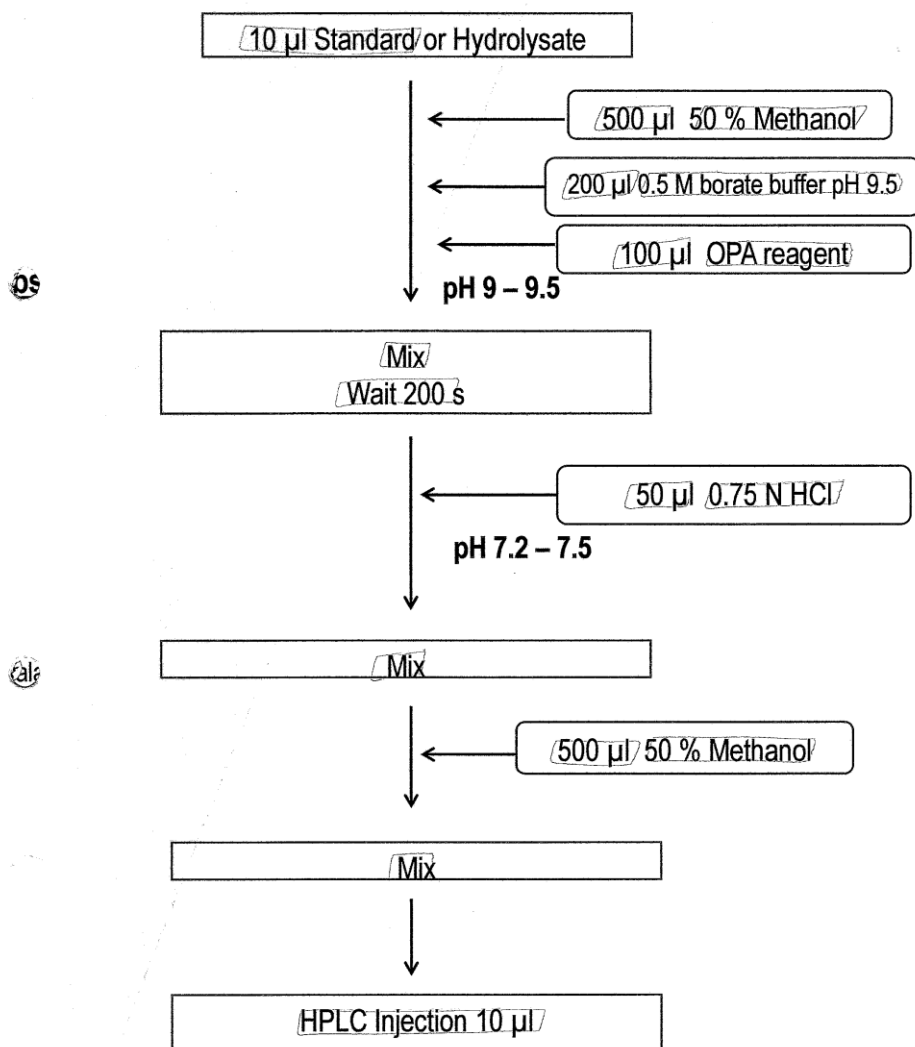 10 µl Standard or Hydrolysate
500 µl 50 % Methanol
200 µl 0.5 M borate buffer pH 9.5
100 µl OPA reagent
pH 9 – 9.5
Mix
Wait 200 s
50 µl 0.75 N HCl
pH 7.2 – 7.5
Mix
500 µl 50 % Methanol
Mix
HPLC Injection 10 µl